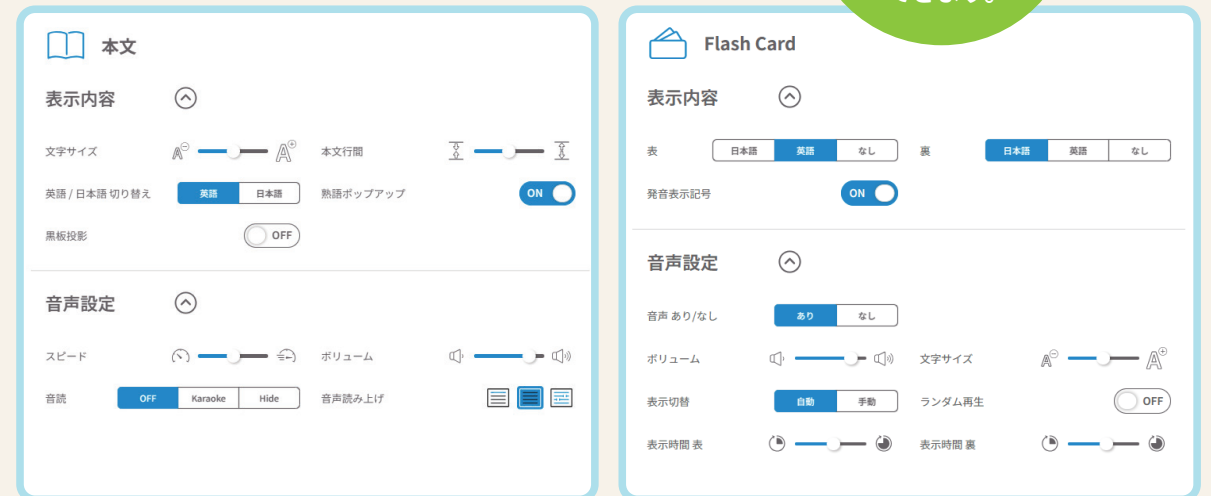 できます。
本文
表示内容
文字サイズ
本文行間
英語 / 日本語 切り替え 英語 日本語
熟語ポップアップ ON
黒板投影 OFF
音声設定
スピード
ボリューム
音読 OFF Karaoke Hide
音声読み上げ
Flash Card
表示内容
表 日本語 英語 なし
裏 日本語 英語 なし
発音表示記号 ON
音声設定
音声 あり/なし あり なし
ボリューム
文字サイズ
表示切替 自動 手動
ランダム再生 OFF
表示時間 表
表示時間 裏